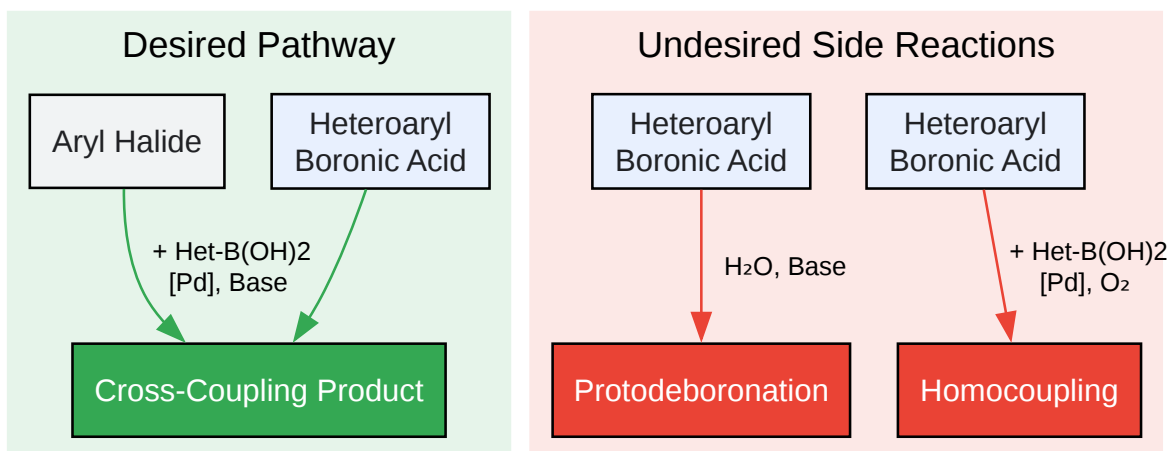 Desired Pathway
Aryl Halide
Heteroaryl
Boronic Acid
+ Het-B(OH)2
[Pd], Base
Cross-Coupling Product
Undesired Side Reactions
Heteroaryl
Boronic Acid
Heteroaryl
Boronic Acid
H₂O, Base
+ Het-B(OH)2
[Pd], O₂
Protodeboronation
Homocoupling